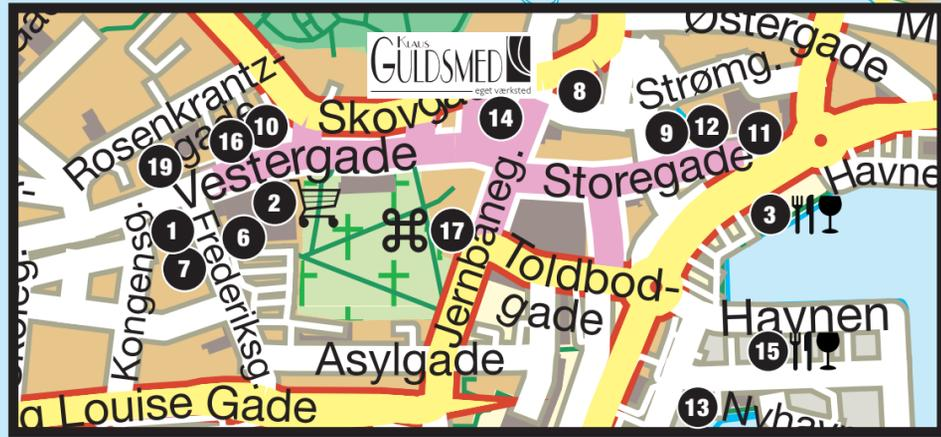 Østergade
M
KLAUS
GULDSMED
eget værksted
Strømg.
Rosenkrantz-
gade
Skovga
8
14
10
16
9
12
11
19
Vestergade
Storegade
Havne
2
3
1
6
17
7
Kongensg.
Frederiksg.
Jernbaneg.
Toldbod-
gade
Havnen
15
Asylgade
13
Nyhav
g Louise Gade